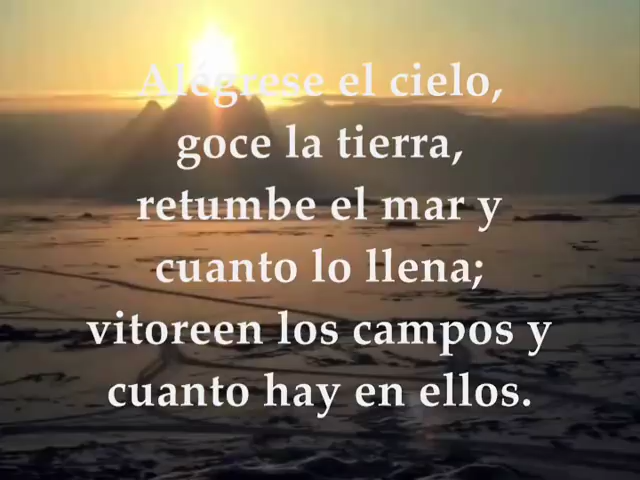 Alégrese el cielo,
goce la tierra,
retumbe el mar y
cuanto lo llena;
vitoreen los campos y
cuanto hay en ellos.